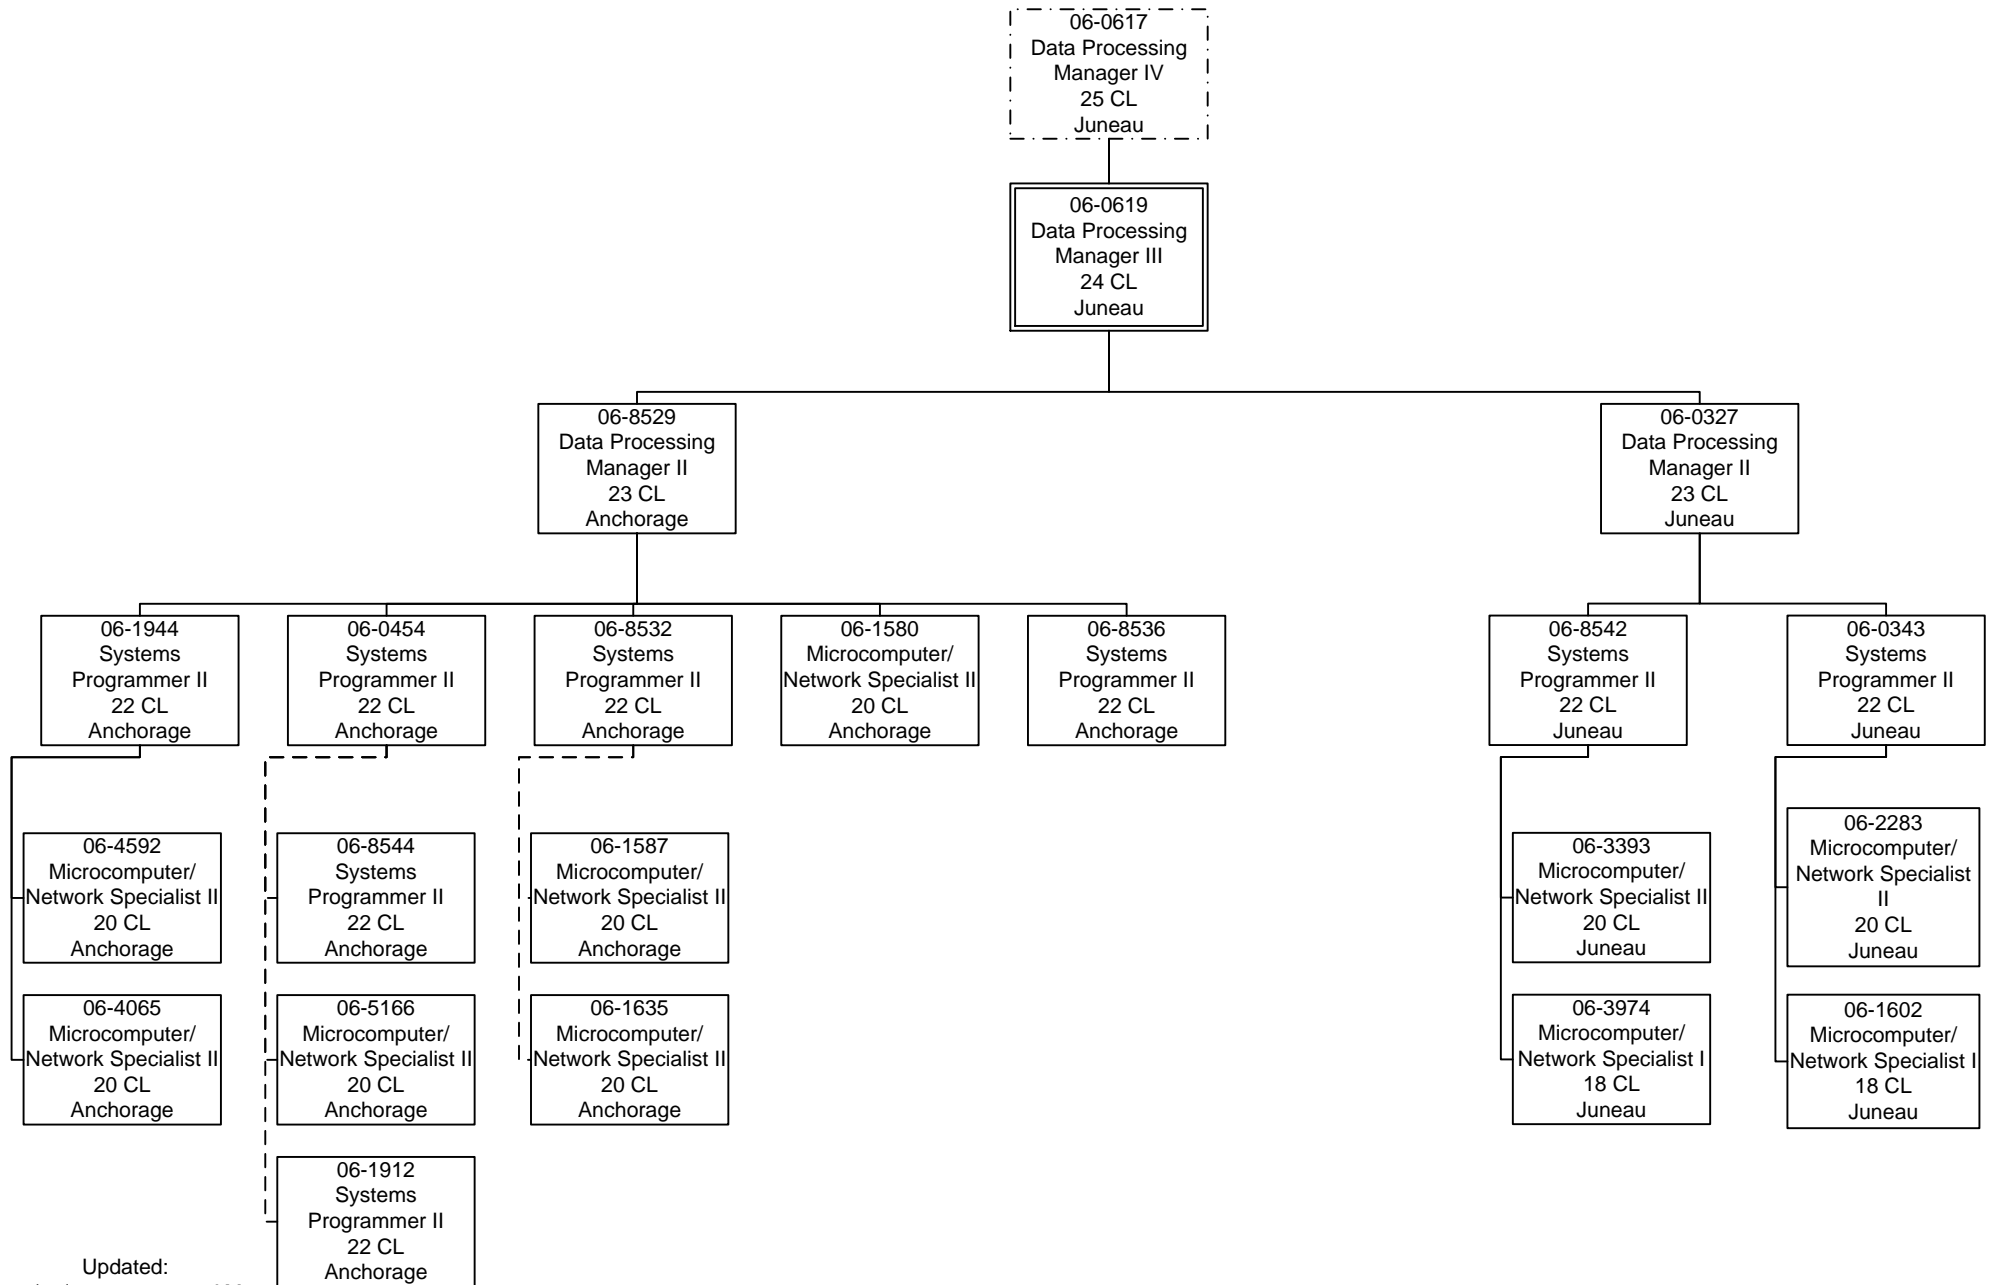 06-0617
Data Processing
Manager IV
25 CL
Juneau
06-0619
Data Processing
Manager III
24 CL
Juneau
06-8529
Data Processing
Manager II
23 CL
Anchorage
06-0327
Data Processing
Manager II
23 CL
Juneau
06-1944
Systems
Programmer II
22 CL
Anchorage
06-0454
Systems
Programmer II
22 CL
Anchorage
06-8532
Systems
Programmer II
22 CL
Anchorage
06-1580
Microcomputer/
Network Specialist II
20 CL
Anchorage
06-8536
Systems
Programmer II
22 CL
Anchorage
06-8542
Systems
Programmer II
22 CL
Juneau
06-0343
Systems
Programmer II
22 CL
Juneau
06-4592
Microcomputer/
Network Specialist II
20 CL
Anchorage
06-8544
Systems
Programmer II
22 CL
Anchorage
06-1587
Microcomputer/
Network Specialist II
20 CL
Anchorage
06-3393
Microcomputer/
Network Specialist II
20 CL
Juneau
06-2283
Microcomputer/
Network Specialist
II
20 CL
Juneau
06-4065
Microcomputer/
Network Specialist II
20 CL
Anchorage
06-5166
Microcomputer/
Network Specialist II
20 CL
Anchorage
06-1635
Microcomputer/
Network Specialist II
20 CL
Anchorage
06-3974
Microcomputer/
Network Specialist I
18 CL
Juneau
06-1602
Microcomputer/
Network Specialist I
18 CL
Juneau
06-1912
Systems
Programmer II
22 CL
Anchorage
Updated: